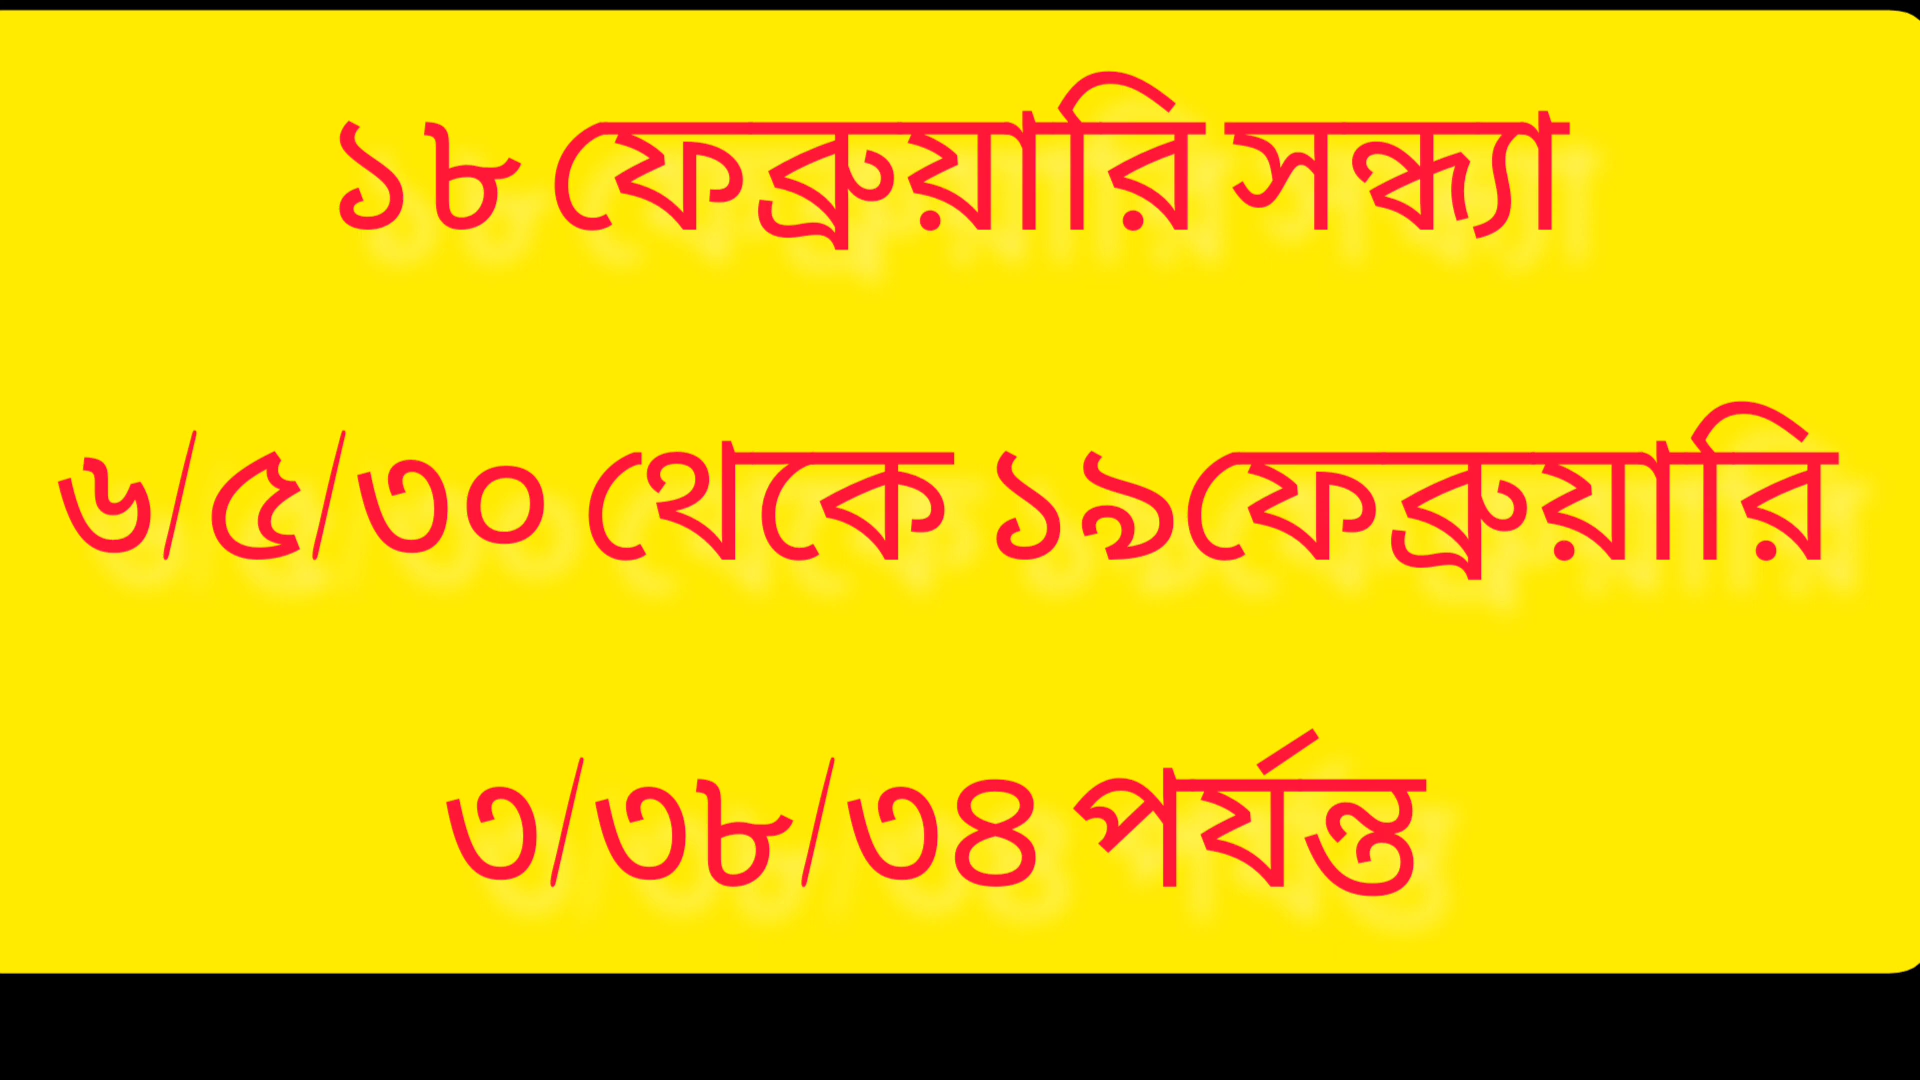 ১৮ ফেব্রুয়ারি সন্ধ্যা
৬/৫/৩০ থেকে ১৯ফেব্রুয়ারি
৩/৩৮/৩৪ পর্যন্ত